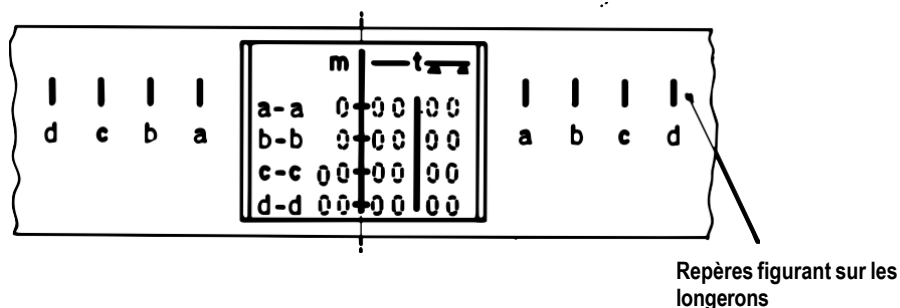 m — t
a-a 0-00 00
b-b 0-00 00
c-c 00-00 00
d-d 00-00 00
d c b a
a b c d
Repères figurant sur les
longerons